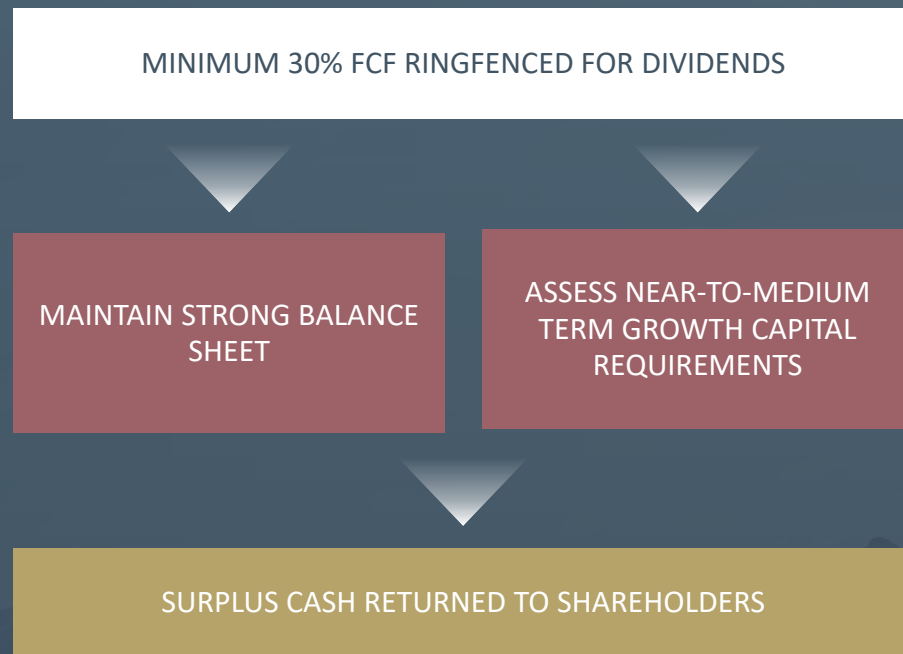 MINIMUM 30% FCF RINGFENCED FOR DIVIDENDS
MAINTAIN STRONG BALANCE
SHEET
ASSESS NEAR-TO-MEDIUM
TERM GROWTH CAPITAL
REQUIREMENTS
SURPLUS CASH RETURNED TO SHAREHOLDERS